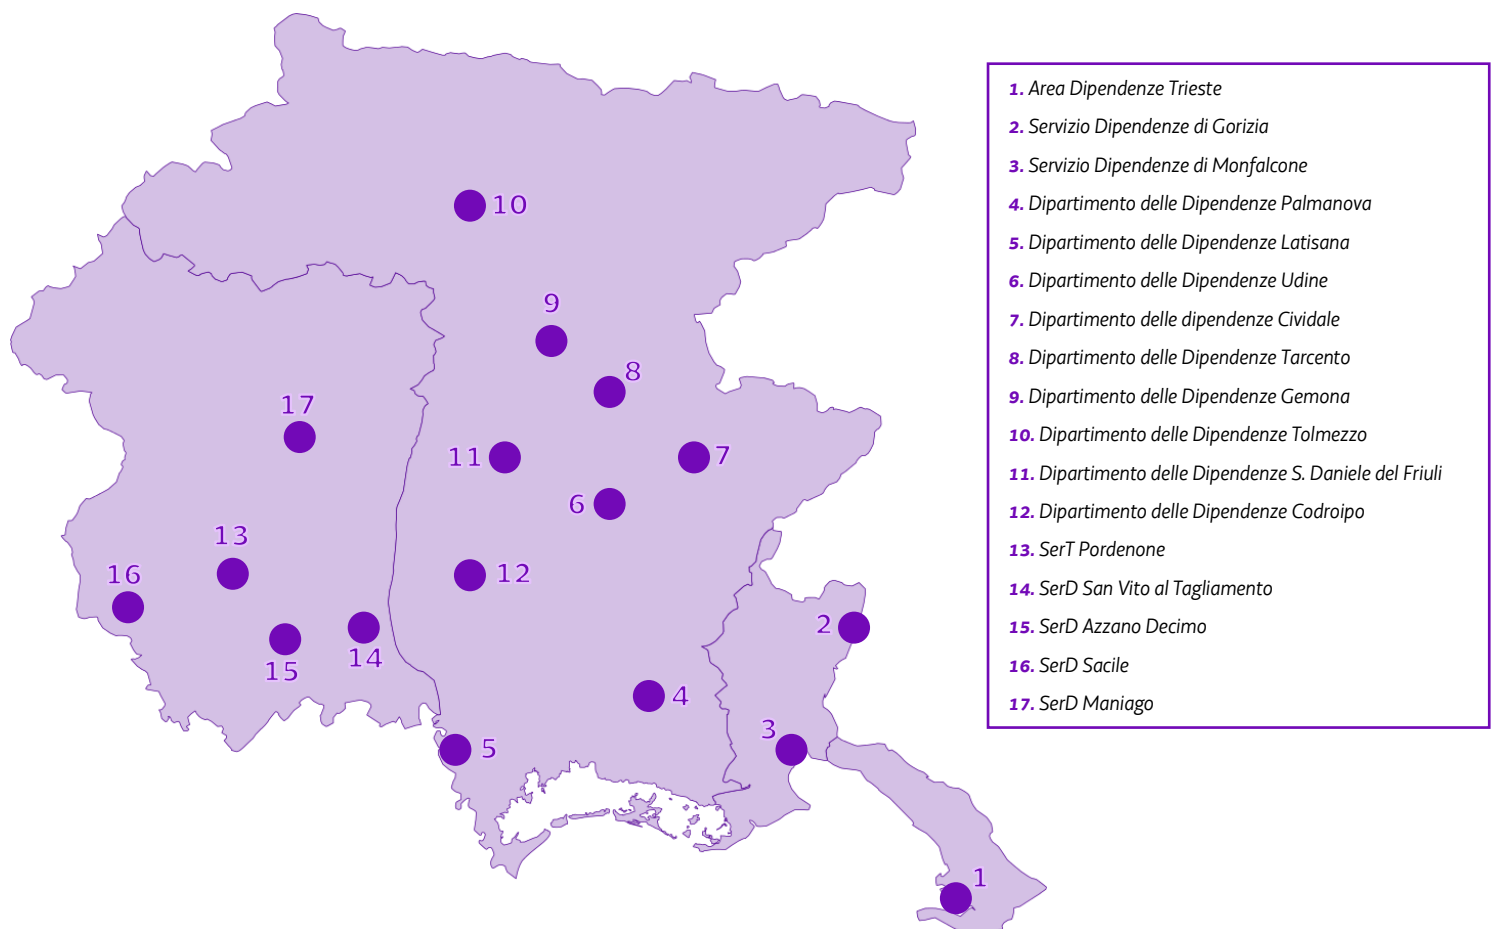 10
9
8
17
11
7
6
13
12
16
2
14
15
4
3
5
1
1. Area Dipendenze Trieste
2. Servizio Dipendenze di Gorizia
3. Servizio Dipendenze di Monfalcone
4. Dipartimento delle Dipendenze Palmanova
5. Dipartimento delle Dipendenze Latisana
6. Dipartimento delle Dipendenze Udine
7. Dipartimento delle dipendenze Cividale
8. Dipartimento delle Dipendenze Tarcento
9. Dipartimento delle Dipendenze Gemona
10. Dipartimento delle Dipendenze Tolmezzo
11. Dipartimento delle Dipendenze S. Daniele del Friuli
12. Dipartimento delle Dipendenze Codroipo
13. SerT Pordenone
14. SerD San Vito al Tagliamento
15. SerD Azzano Decimo
16. SerD Sacile
17. SerD Maniago